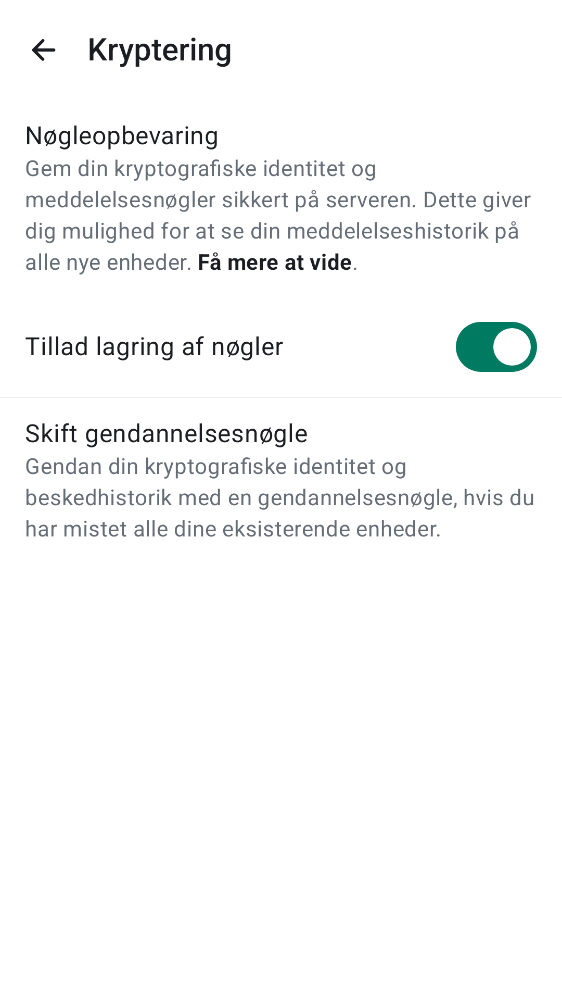 Kryptering
Nøgleopbevaring
Gem din kryptografiske identitet og
meddelelsesnøgler sikkert på serveren. Dette giver
dig mulighed for at se din meddelelseshistorik på
alle nye enheder. Få mere at vide.
Tillad lagring af nøgler
Skift gendannelsesnøgle
Gendan din kryptografiske identitet og
beskedhistorik med en gendannelsesnøgle, hvis du
har mistet alle dine eksisterende enheder.